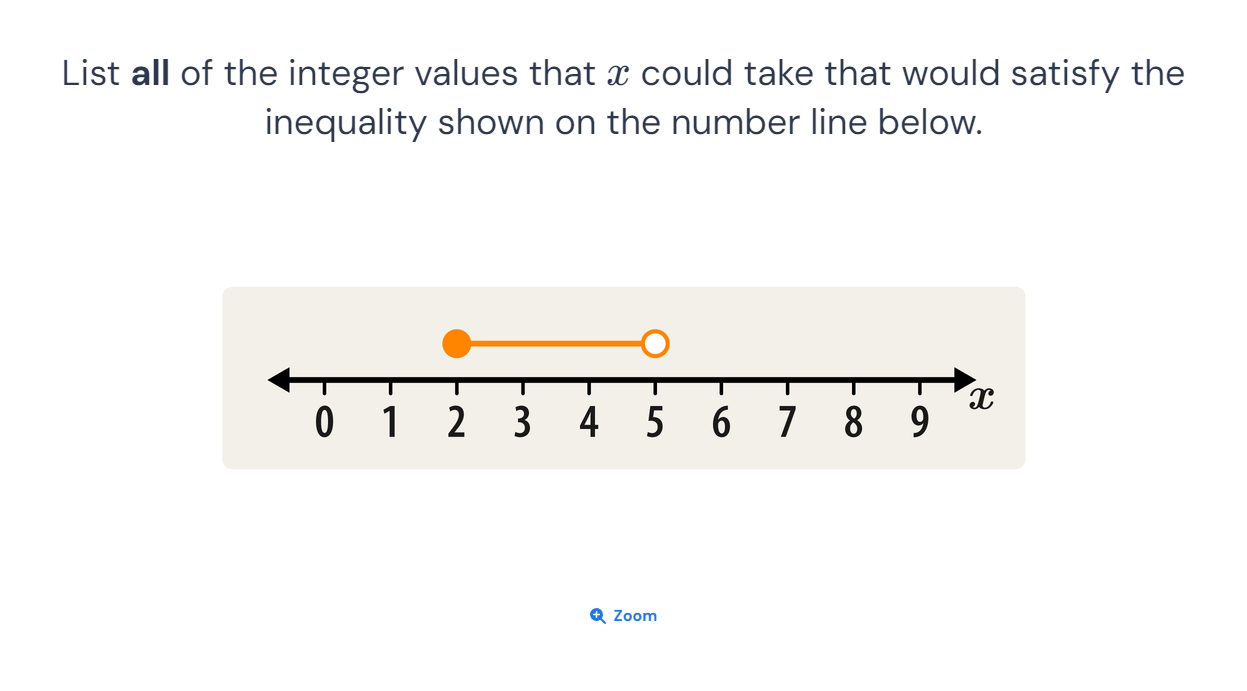 List all of the integer values that x could take that would satisfy the
inequality shown on the number line below.
x
0 1 2 3 4 5 6 7 8 9
Zoom